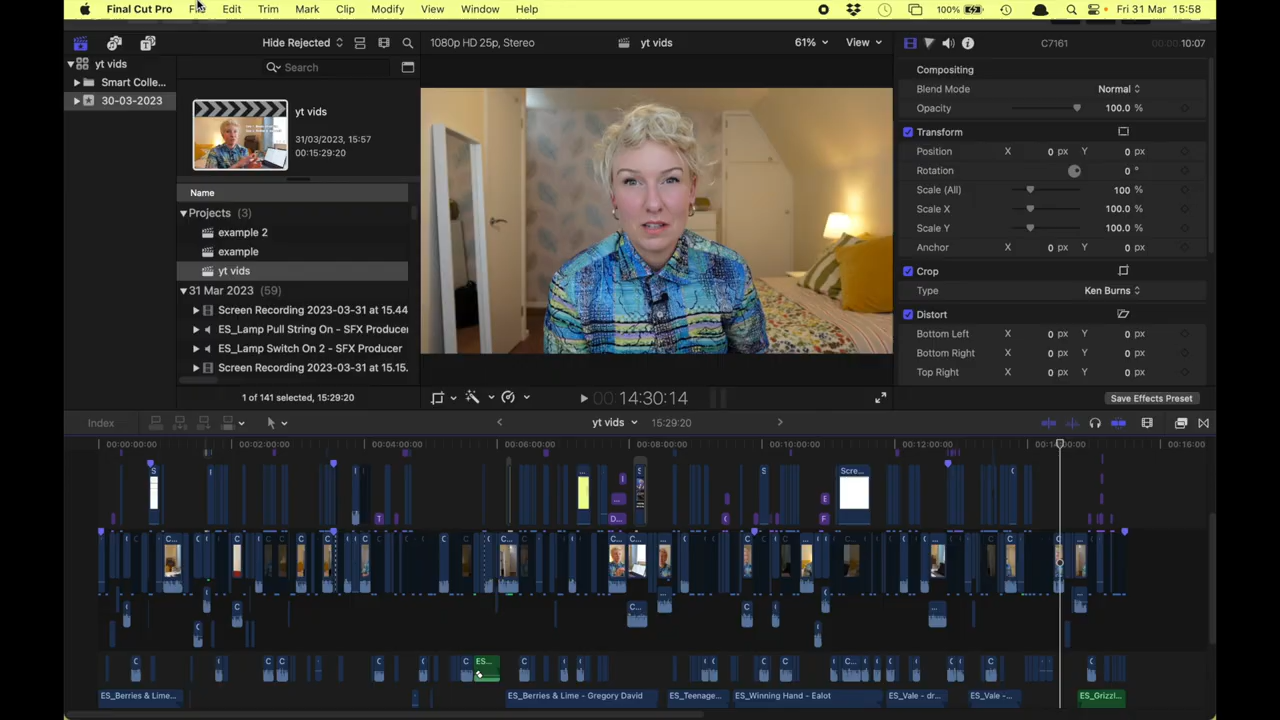 Final Cut Pro File Edit Trim Mark Clip Modify View Window Help 100% Fri 31 Mar 15:58
Hide Rejected 1080p HD 25p, Stereo yt vids 61% View C7161 10:07
yt vids
Smart Colle...
30-03-2023
Search
yt vids
31/03/2023, 15:57
00:15:29:20
Name
Projects (3)
example 2
example
yt vids
31 Mar 2023 (59)
Screen Recording 2023-03-31 at 15.44
ES_Lamp Pull String On - SFX Producer
ES_Lamp Switch On 2 - SFX Producer
Screen Recording 2023-03-31 at 15.15.
1 of 141 selected, 15:29:20
14:30:14
Compositing
Blend Mode Normal
Opacity 100.0 %
Transform
Position X 0 px Y 0 px
Rotation 0 °
Scale (All) 100 %
Scale X 100.0 %
Scale Y 100.0 %
Anchor X 0 px Y 0 px
Crop
Type Ken Burns
Distort
Bottom Left X 0 px Y 0 px
Bottom Right X 0 px Y 0 px
Top Right X 0 px Y 0 px
Save Effects Preset
Index yt vids 15:29:20
00:00:00:00 00:02:00:00 00:04:00:00 00:06:00:00 00:08:00:00 00:10:00:00 00:12:00:00 00:14:00:00 00:16:00:00
Scre...
ES...
ES_Berries & Lime... ES_Berries & Lime - Gregory David ES_Teenage... ES_Winning Hand - Ealot ES_Vale - dr... ES_Vale -... ES_Grizzl...